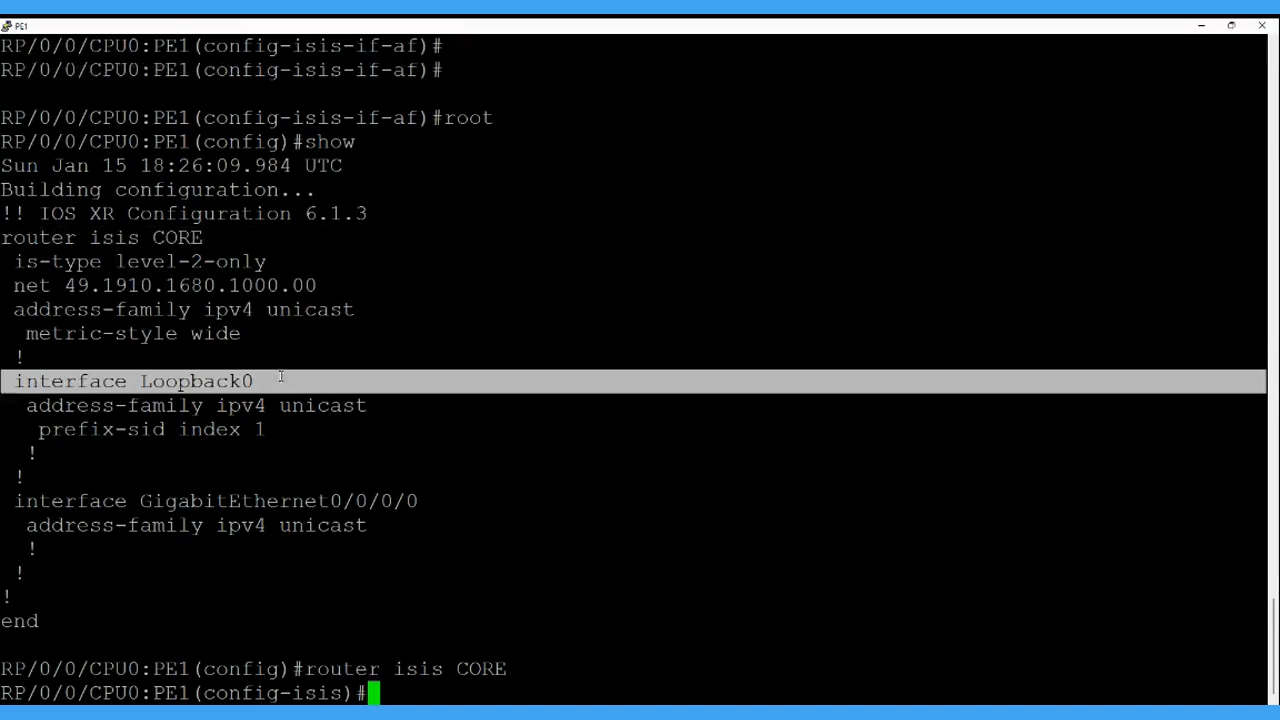 PE1
RP/0/0/CPU0:PE1(config-isis-if-af)#
RP/0/0/CPU0:PE1(config-isis-if-af)#
RP/0/0/CPU0:PE1(config-isis-if-af)#root
RP/0/0/CPU0:PE1(config)#show
Sun Jan 15 18:26:09.984 UTC
Building configuration...
!! IOS XR Configuration 6.1.3
router isis CORE
 is-type level-2-only
 net 49.1910.1680.1000.00
 address-family ipv4 unicast
  metric-style wide
 !
 interface Loopback0
  address-family ipv4 unicast
   prefix-sid index 1
  !
 !
 interface GigabitEthernet0/0/0/0
  address-family ipv4 unicast
  !
 !
!
end
RP/0/0/CPU0:PE1(config)#router isis CORE
RP/0/0/CPU0:PE1(config-isis)#